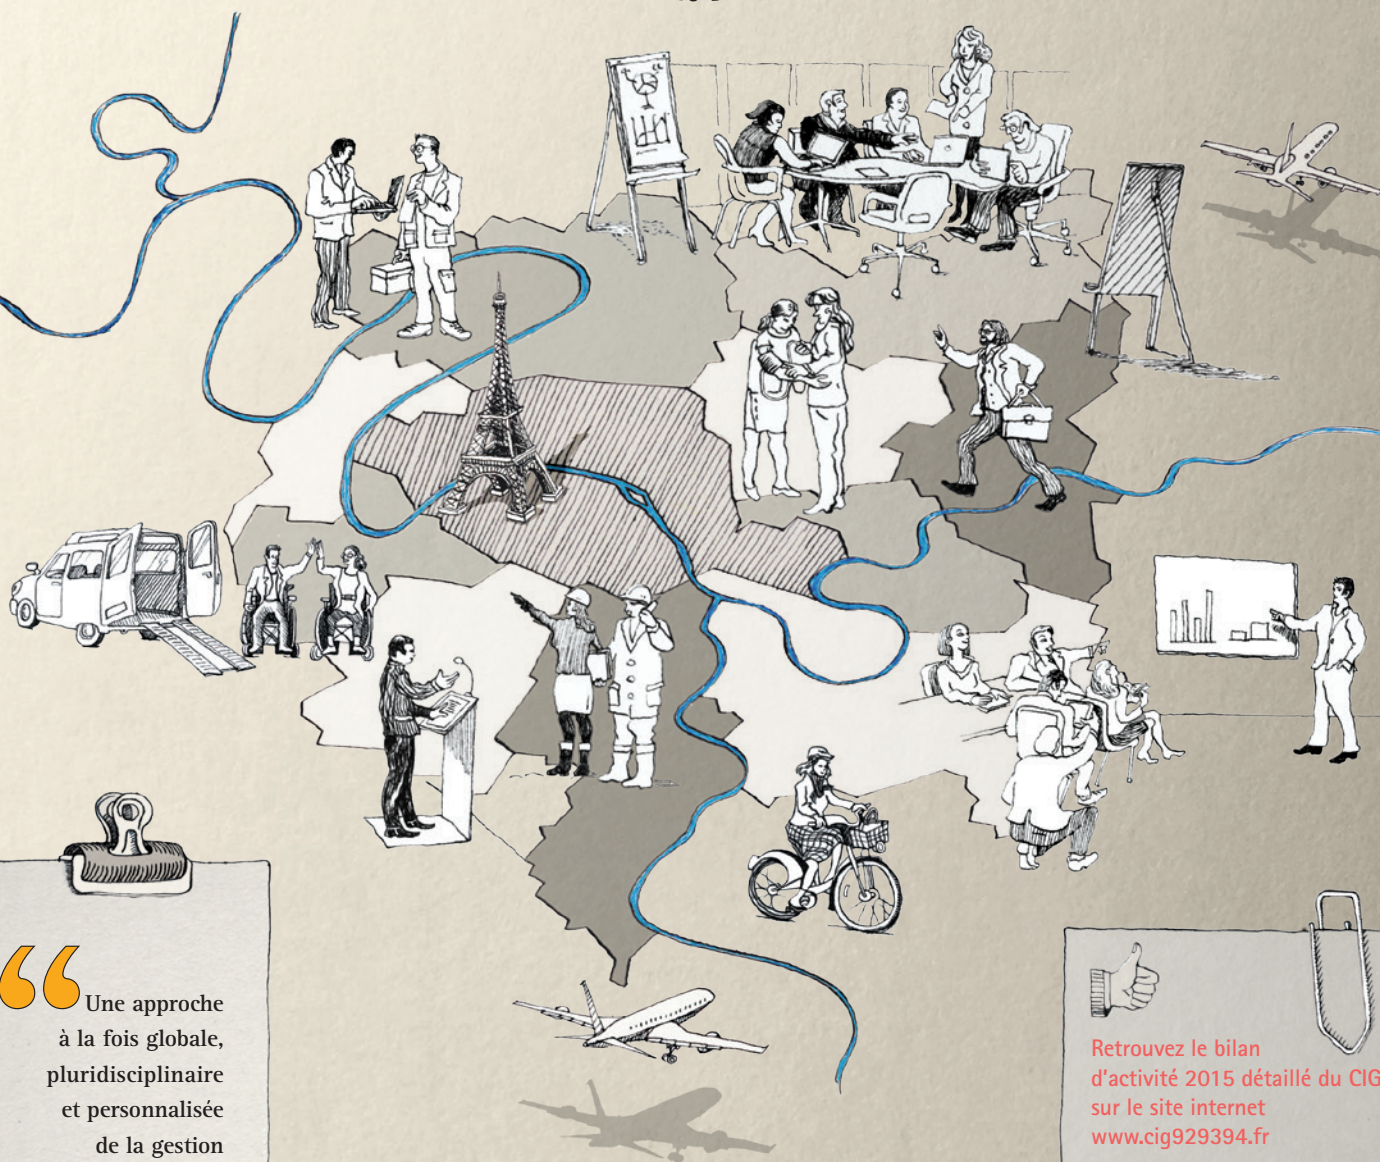 Une approche
à la fois globale,
pluridisciplinaire
et personnalisée
de la gestion
Retrouvez le bilan
d'activité 2015 détaillé du CIG
sur le site internet
www.cig929394.fr